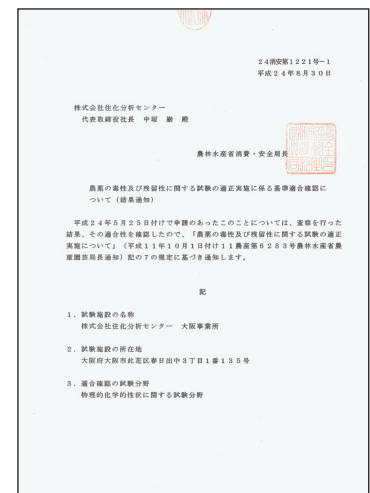 24消安第1221号-1
平成24年8月30日
株式会社住化分析センター
代表取締役社長 中塚 巌 殿
農林水産省消費・安全局長
農薬の毒性及び残留性に関する試験の適正実施に係る基準適合確認に
ついて（結果通知）
平成24年5月25日付けで申請のあったこのことについては、査察を行った
結果、その適合性を確認したので、「農薬の毒性及び残留性に関する試験の適正
実施について」（平成11年10月1日付け11農産第6283号農林水産省農
産園芸局長通知）記の7の規定に基づき通知します。
記
1．試験施設の名称
株式会社住化分析センター 大阪事業所
2．試験施設の所在地
大阪府大阪市此花区春日出中3丁目1番135号
3．適合確認の試験分野
物理的化学的性状に関する試験分野